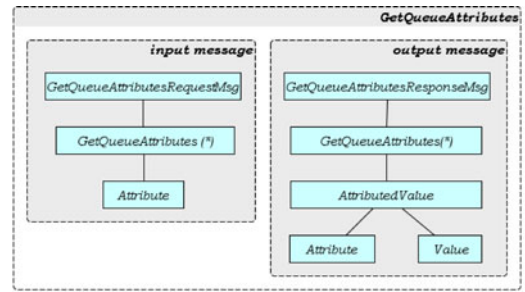 GetQueueAttributes
input message
GetQueueAttributesRequestMsg
GetQueueAttributes (*)
Attribute
output message
GetQueueAttributesResponseMsg
GetQueueAttributes(*)
AttributedValue
Attribute
Value